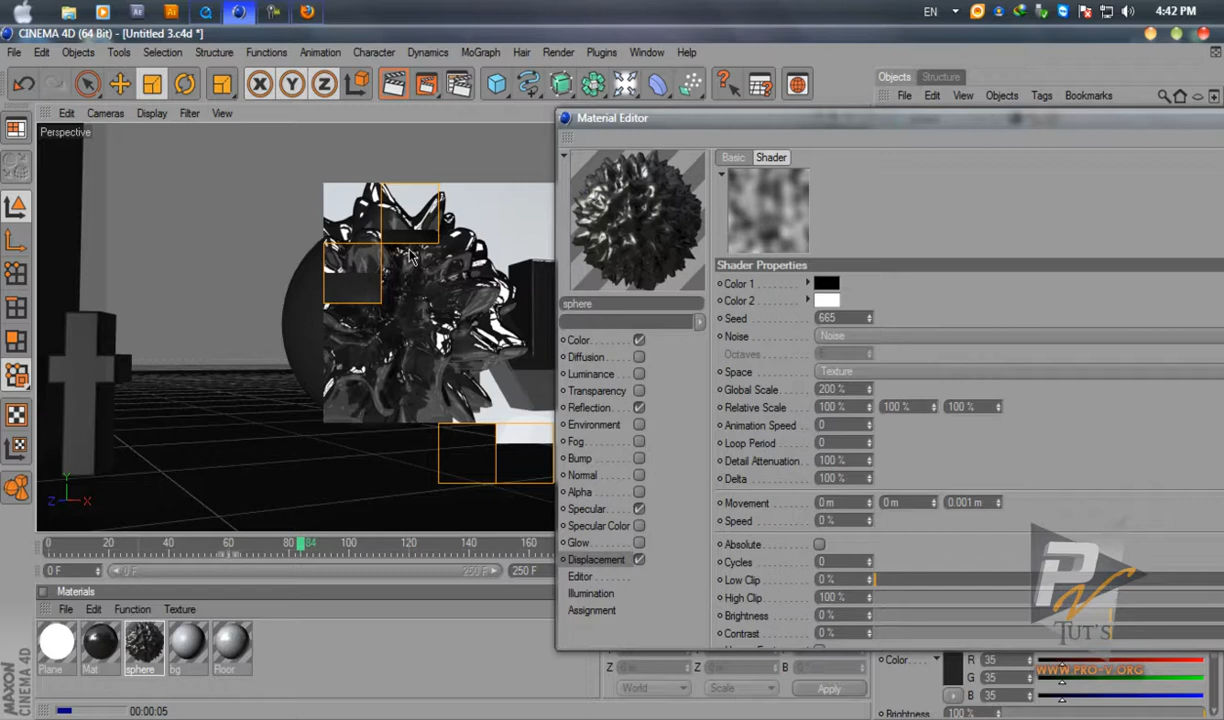 EN
4:42 PM
CINEMA 4D (64 Bit) - [Untitled 3.c4d *]
File Edit Objects Tools Selection Structure Functions Animation Character Dynamics MoGraph Hair Render Plugins Window Help
Objects Structure
File Edit View Objects Tags Bookmarks
Edit Cameras Display Filter View
Perspective
Material Editor
Basic Shader
Shader Properties
Color 1
Color 2
Seed 665
Noise Noise
Octaves
Space Texture
Global Scale 200 %
Relative Scale 100 % 100 % 100 %
Animation Speed 0
Loop Period 0
Detail Attenuation 100 %
Delta 100 %
Movement 0 m 0 m 0.001 m
Speed 0 %
Absolute
Cycles 0
Low Clip 0 %
High Clip 100 %
Brightness 0 %
Contrast 0 %
sphere
Color
Diffusion
Luminance
Transparency
Reflection
Environment
Fog
Bump
Normal
Alpha
Specular
Specular Color
Glow
Displacement
Editor
Illumination
Assignment
Y
Z X
0 20 40 60 84 100 120 140 160
0 F 0 F 250 F 250 F
Materials
File Edit Function Texture
Plane Mat sphere bg Floor
Z 0 m Z 0 m B 0 °
World Scale Apply
Color R 35
G 35
B 35
Brightness 100 %
PV
TUT'S
WWW.PRO-V.ORG
MAXON
CINEMA 4D
00:00:05